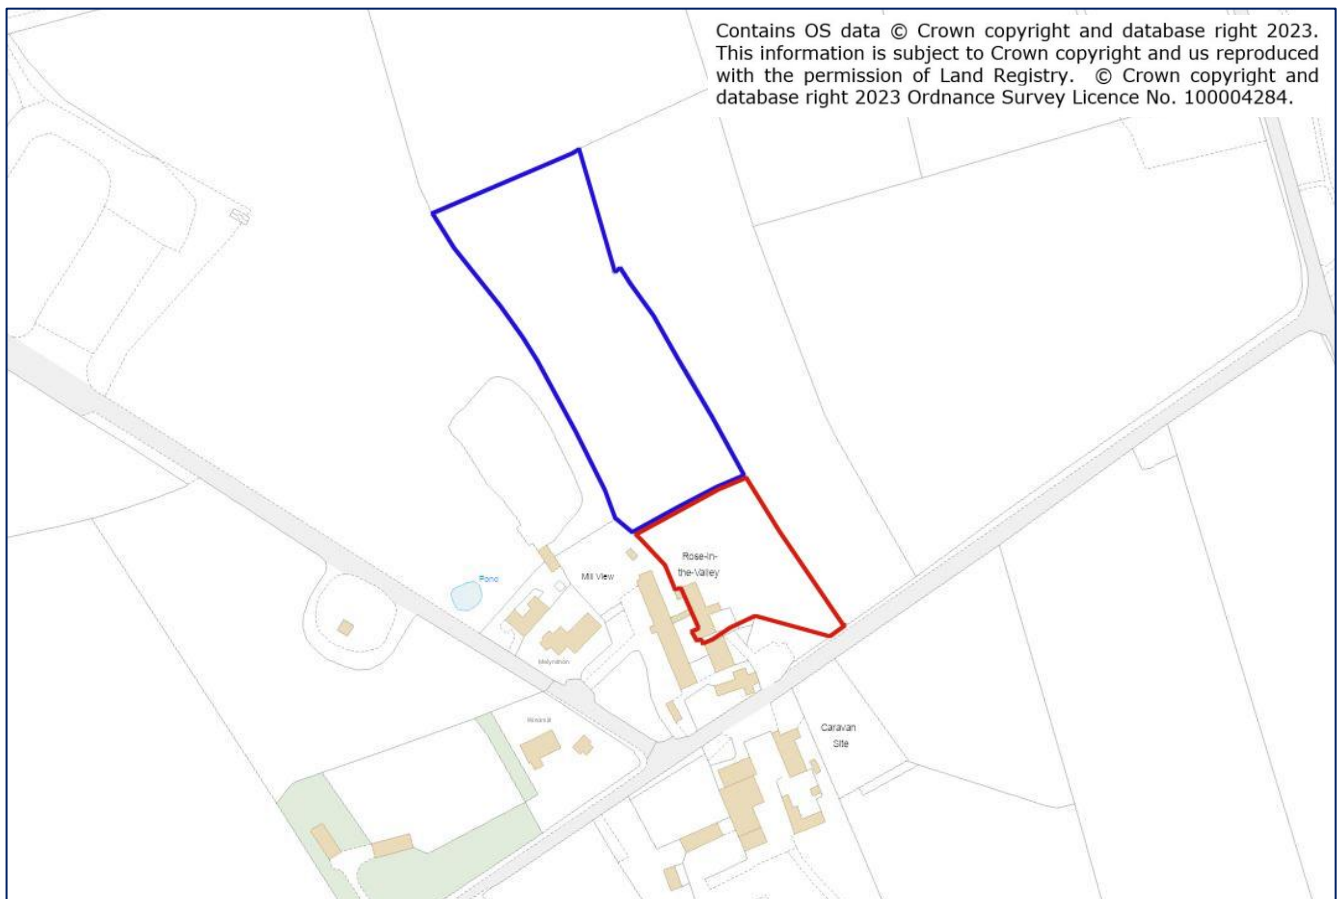 Contains OS data © Crown copyright and database right 2023.
This information is subject to Crown copyright and us reproduced
with the permission of Land Registry. © Crown copyright and
database right 2023 Ordnance Survey Licence No. 100004284.
Rose-in-
the-Valley
Mill View
Pond
Caravan
Site